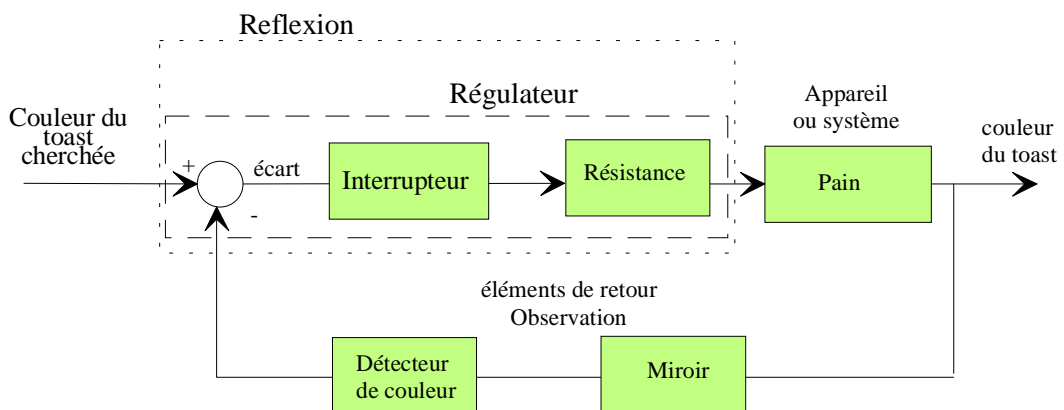 Reflexion
Régulateur
Couleur du
toast
cherchée
+
écart
-
Interrupteur
Résistance
Appareil
ou système
Pain
couleur
du toast
éléments de retour
Observation
Détecteur
de couleur
Miroir